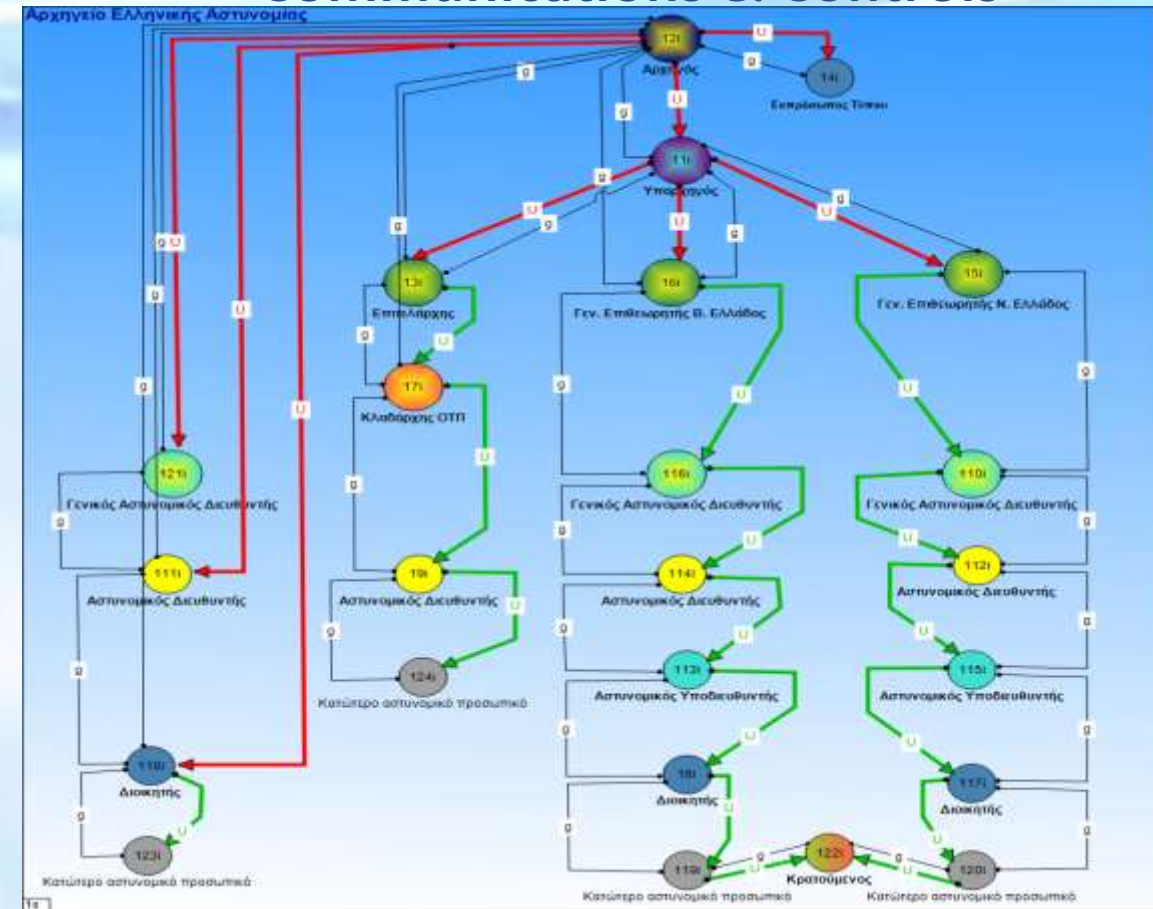 Αρχηγείο Ελληνικής Αστυνομίας
12i
Αρχηγός
U
g
14i
Εκπρόσωπος Τύπου
U
g
g
11i
Υπαρχηγός
g
g
U
g
U
g
U
g
g
g
U
13i
Επιτελάρχης
16i
Γεν. Επιθεωρητής Β. Ελλάδος
15i
Γεν. Επιθεωρητής Ν. Ελλάδος
g
U
g
U
17i
Κλαδάρχης ΟΤΠ
U
U
g
U
g
g
U
121i
Γενικός Αστυνομικός Διευθυντής
116i
Γενικός Αστυνομικός Διευθυντής
110i
Γενικός Αστυνομικός Διευθυντής
g
g
U
U
g
111i
Αστυνομικός Διευθυντής
19i
Αστυνομικός Διευθυντής
114i
Αστυνομικός Διευθυντής
112i
Αστυνομικός Διευθυντής
g
U
g
U
U
g
g
124i
Κατώτερο αστυνομικό προσωπικό
113i
Αστυνομικός Υποδιευθυντής
115i
Αστυνομικός Υποδιευθυντής
g
U
U
g
Διοικητής
18i
Διοικητής
117i
Διοικητής
g
U
g
U
U
g
123i
Κατώτερο αστυνομικό προσωπικό
119i
Κατώτερο αστυνομικό προσωπικό
g
U
122i
Κρατούμενος
g
U
120i
Κατώτερο αστυνομικό προσωπικό